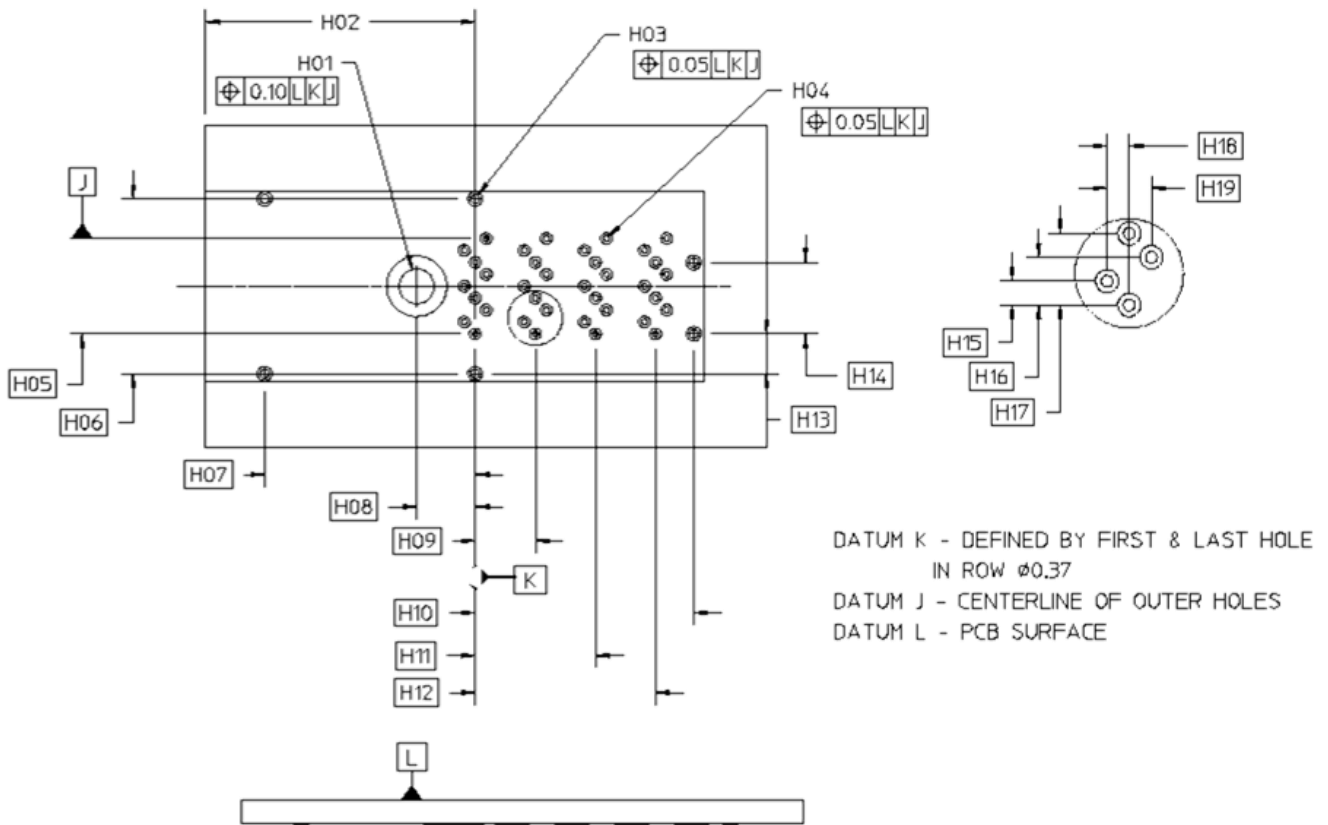 H02
H03
⌖ 0.05 L K J
H01
⌖ 0.10 L K J
H04
⌖ 0.05 L K J
J
H18
H19
H15
H16
H17
H05
H06
H14
H13
H07
H08
H09
K
H10
H11
H12
DATUM K - DEFINED BY FIRST & LAST HOLE
IN ROW ⌀0.37
DATUM J - CENTERLINE OF OUTER HOLES
DATUM L - PCB SURFACE
L